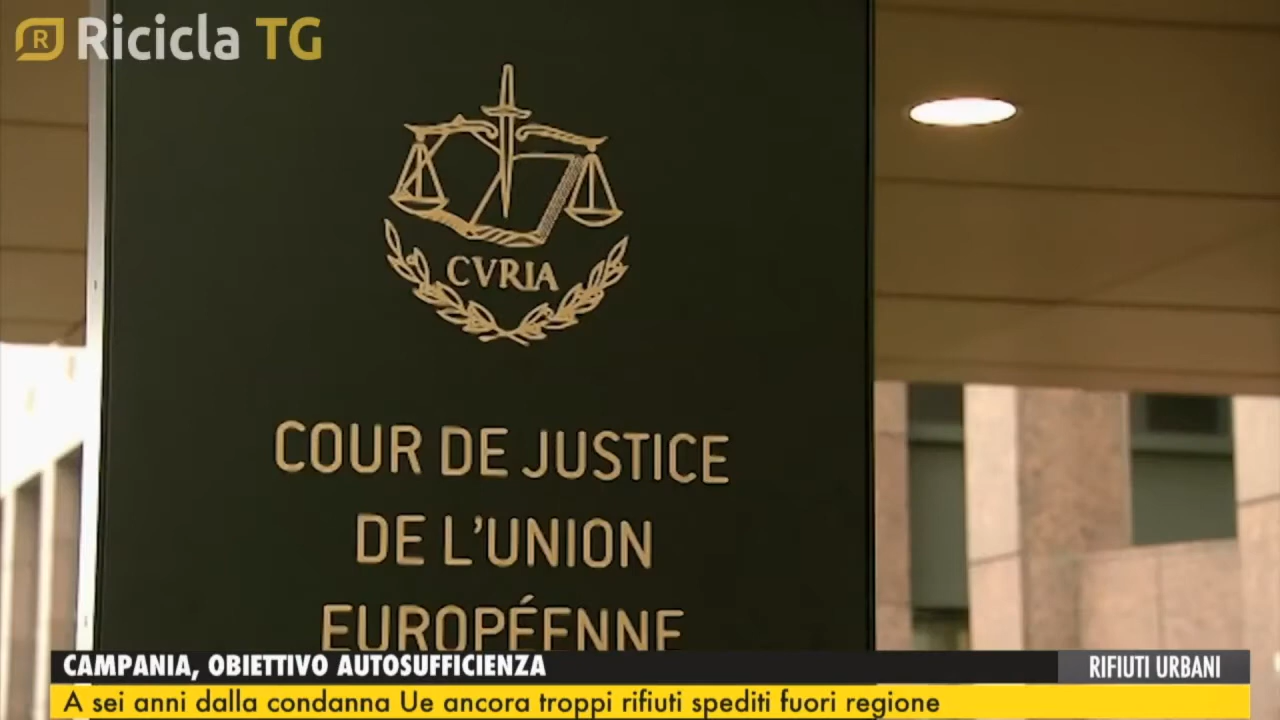 R Ricicla TG
CVRIA
COUR DE JUSTICE
DE L'UNION
EUROPÉENNE
CAMPANIA, OBIETTIVO AUTOSUFFICIENZA
RIFIUTI URBANI
A sei anni dalla condanna Ue ancora troppi rifiuti spediti fuori regione